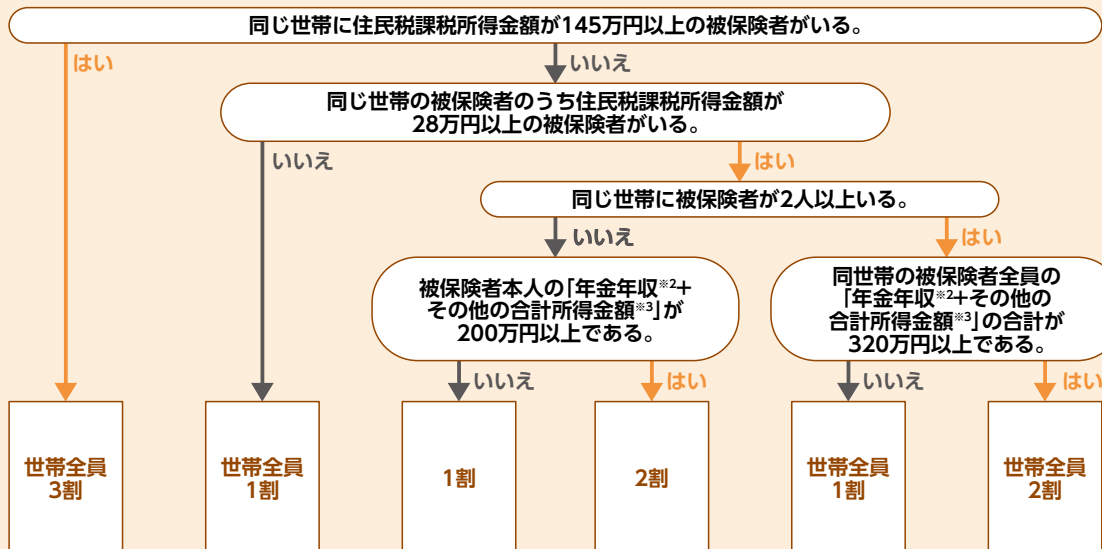 同じ世帯に住民税課税所得金額が145万円以上の被保険者がいる。
はい
いいえ
同じ世帯の被保険者のうち住民税課税所得金額が
28万円以上の被保険者がいる。
いいえ
はい
同じ世帯に被保険者が2人以上いる。
いいえ
はい
被保険者本人の「年金年収※2+
その他の合計所得金額※3」が
200万円以上である。
同世帯の被保険者全員の
「年金年収※2+その他の
合計所得金額※3」の合計が
320万円以上である。
いいえ
はい
いいえ
はい
世帯全員
3割
世帯全員
1割
1割
2割
世帯全員
1割
世帯全員
2割